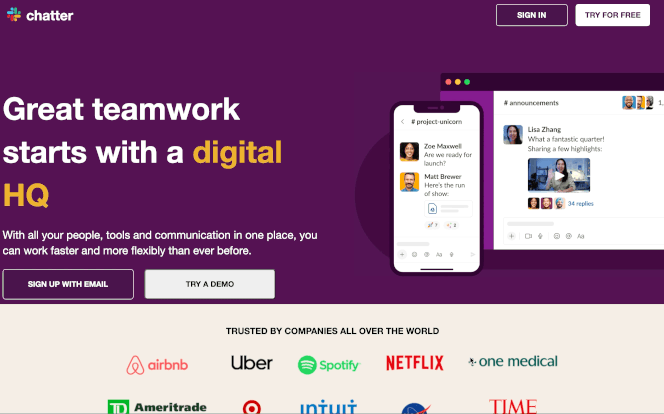 chatter
SIGN IN
TRY FOR FREE
Great teamwork
starts with a digital
HQ
With all your people, tools and communication in one place, you
can work faster and more flexibly than ever before.
SIGN UP WITH EMAIL
TRY A DEMO
# project-unicorn
Zoe Maxwell
Are we ready for
launch?
Matt Brewer
Here's the run
of show:
Aa
# announcements
Lisa Zhang
What a fantastic quarter!
Sharing a few highlights:
34 replies
Aa
TRUSTED BY COMPANIES ALL OVER THE WORLD
airbnb
Uber
Spotify
NETFLIX
one medical
TD Ameritrade
INTUIT
TIME